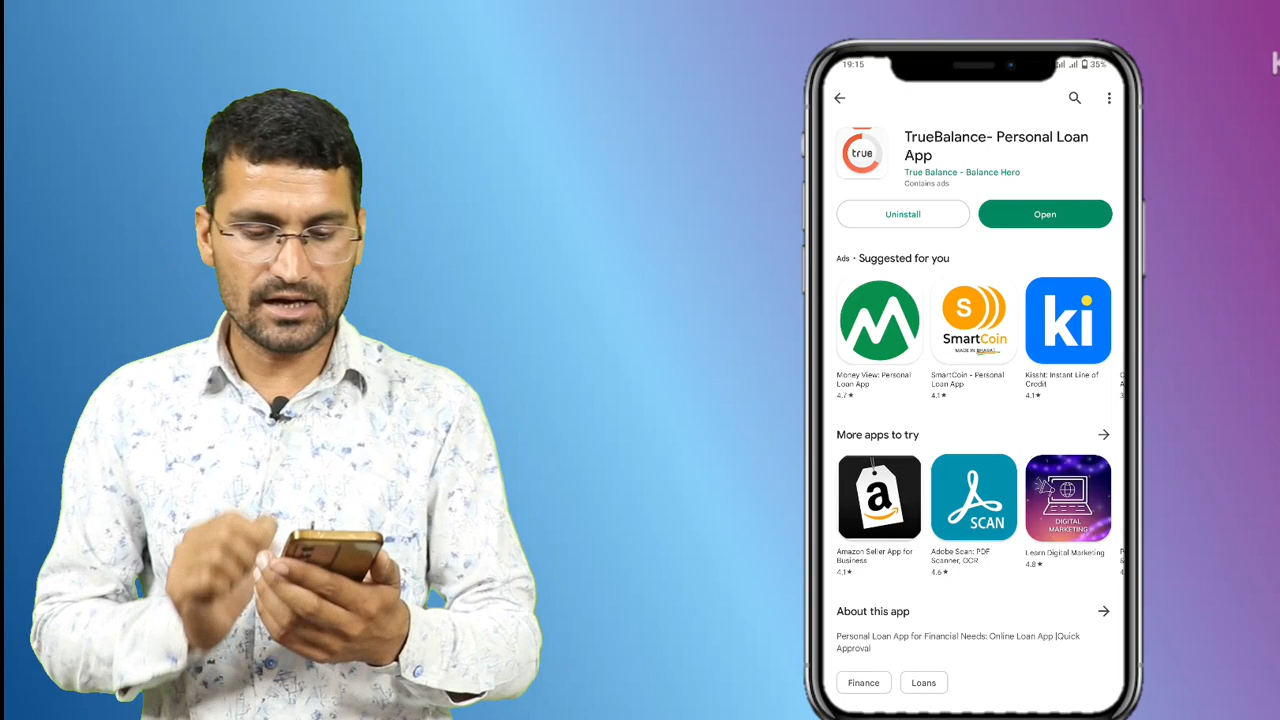 19:15
35%
true
TrueBalance- Personal Loan
App
True Balance - Balance Hero
Contains ads
Uninstall
Open
Ads · Suggested for you
S
SmartCoin
MADE IN BHARAT
ki
Money View: Personal
Loan App
4.7★
SmartCoin - Personal
Loan App
4.1★
Kissht: Instant Line of
Credit
4.1★
More apps to try
a
SCAN
DIGITAL
MARKETING
Amazon Seller App for
Business
4.1★
Adobe Scan: PDF
Scanner, OCR
4.6★
Learn Digital Marketing
4.8★
About this app
Personal Loan App for Financial Needs: Online Loan App |Quick
Approval
Finance
Loans